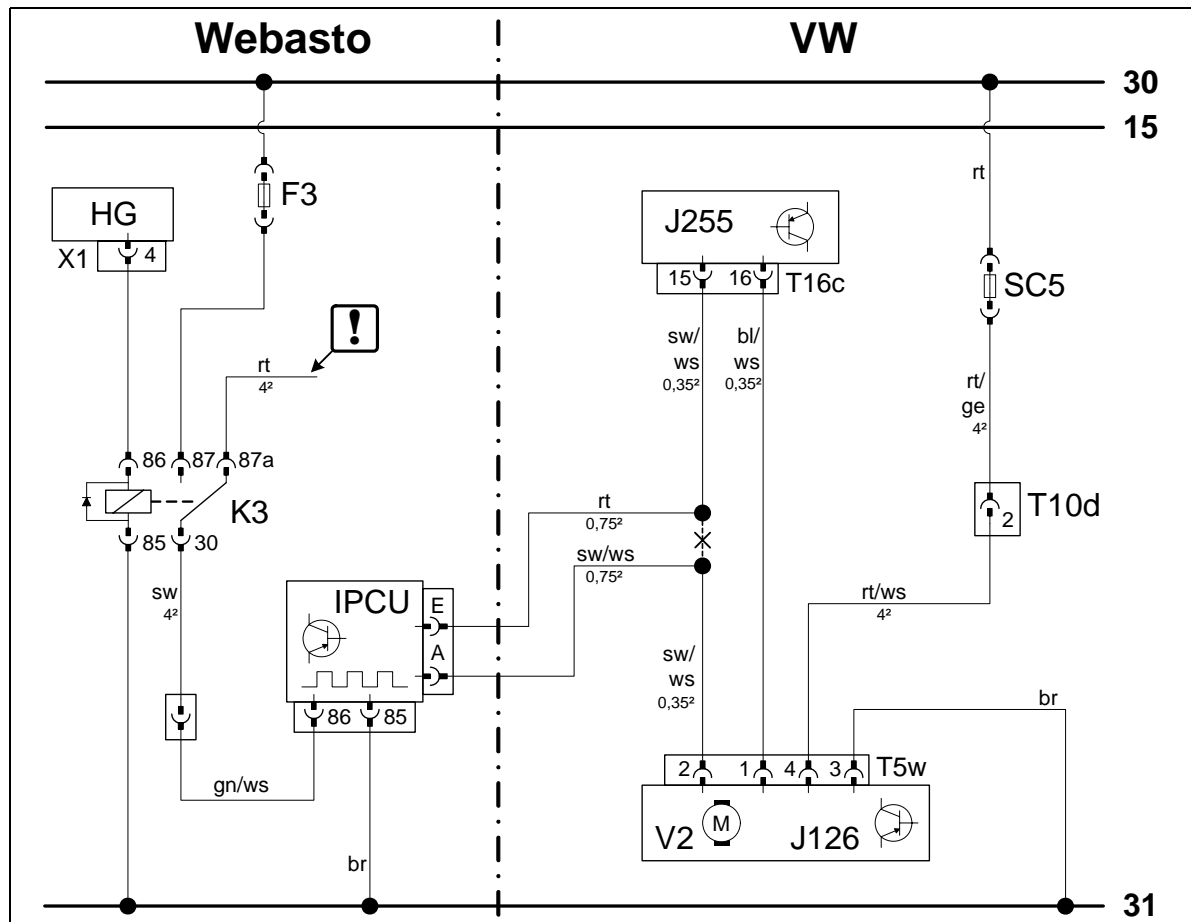 Webasto
VW
30
15
F3
HG
X1
4
J255
15
16
T16c
rt
SC5
!
rt
4²
sw/
ws
0,35²
bl/
ws
0,35²
rt/
ge
4²
86
87
87a
K3
85
30
rt
0,75²
sw/ws
0,75²
2
T10d
sw
4²
IPCU
E
A
rt/ws
4²
sw/
ws
0,35²
86
85
br
gn/ws
2
1
4
3
T5w
V2
M
J126
br
31